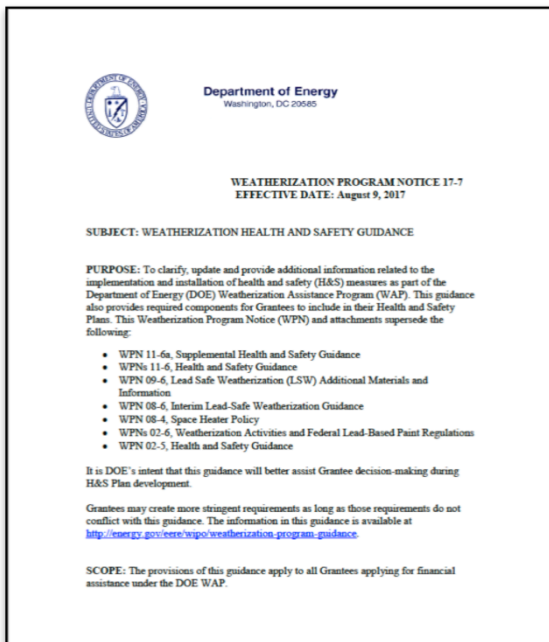 Department of Energy
Washington, DC 20585
WEATHERIZATION PROGRAM NOTICE 17-7
EFFECTIVE DATE: August 9, 2017
SUBJECT: WEATHERIZATION HEALTH AND SAFETY GUIDANCE
PURPOSE: To clarify, update and provide additional information related to the
implementation and installation of health and safety (H&S) measures as part of the
Department of Energy (DOE) Weatherization Assistance Program (WAP). This guidance
also provides required components for Grantees to include in their Health and Safety
Plans. This Weatherization Program Notice (WPN) and attachments supersede the
following:
• WPN 11-6a, Supplemental Health and Safety Guidance
• WPNs 11-6, Health and Safety Guidance
• WPN 09-6, Lead Safe Weatherization (LSW) Additional Materials and
Information
• WPN 08-6, Interim Lead-Safe Weatherization Guidance
• WPN 08-4, Space Heater Policy
• WPNs 02-6, Weatherization Activities and Federal Lead-Based Paint Regulations
• WPN 02-5, Health and Safety Guidance
It is DOE's intent that this guidance will better assist Grantee decision-making during
H&S Plan development.
Grantees may create more stringent requirements as long as those requirements do not
conflict with this guidance. The information in this guidance is available at
http://energy.gov/eere/wipo/weatherization-program-guidance.
SCOPE: The provisions of this guidance apply to all Grantees applying for financial
assistance under the DOE WAP.